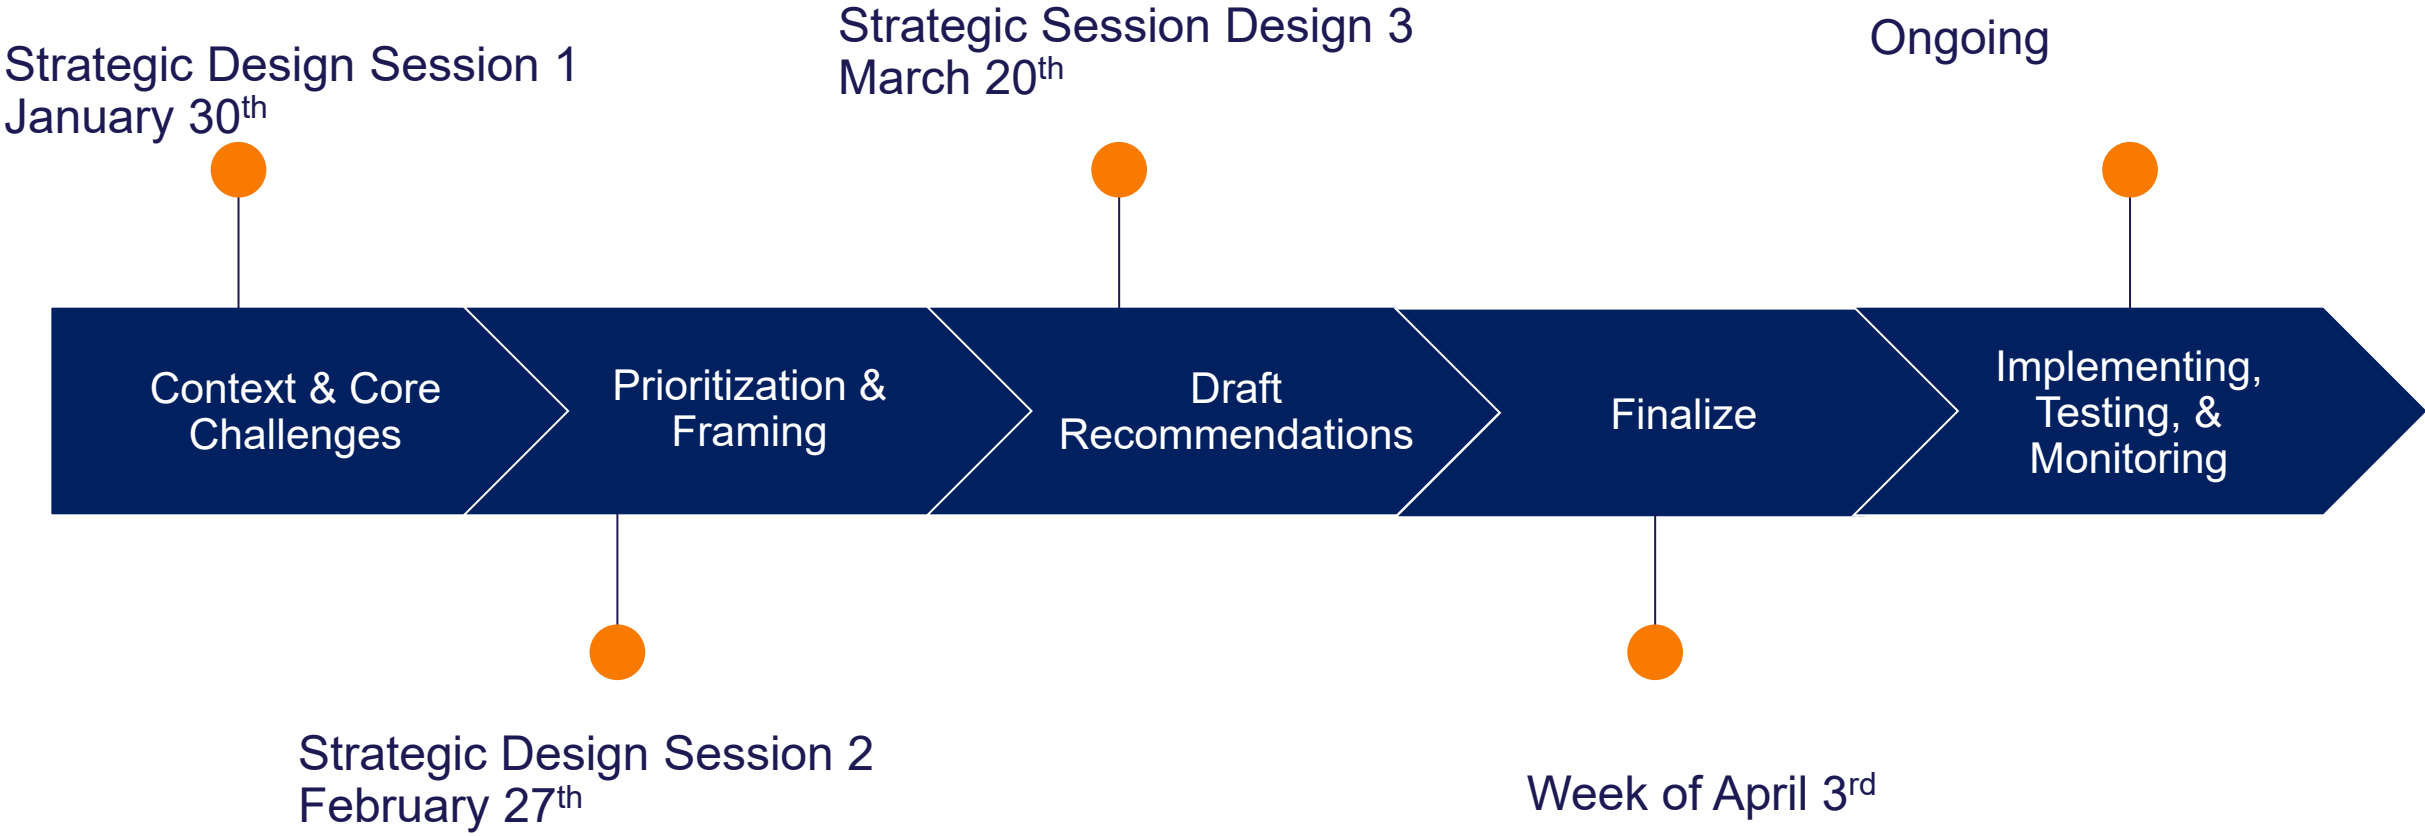 Strategic Design Session 1
January 30th
Strategic Session Design 3
March 20th
Ongoing
Context & Core
Challenges
Prioritization &
Framing
Draft
Recommendations
Finalize
Implementing,
Testing, &
Monitoring
Strategic Design Session 2
February 27th
Week of April 3rd